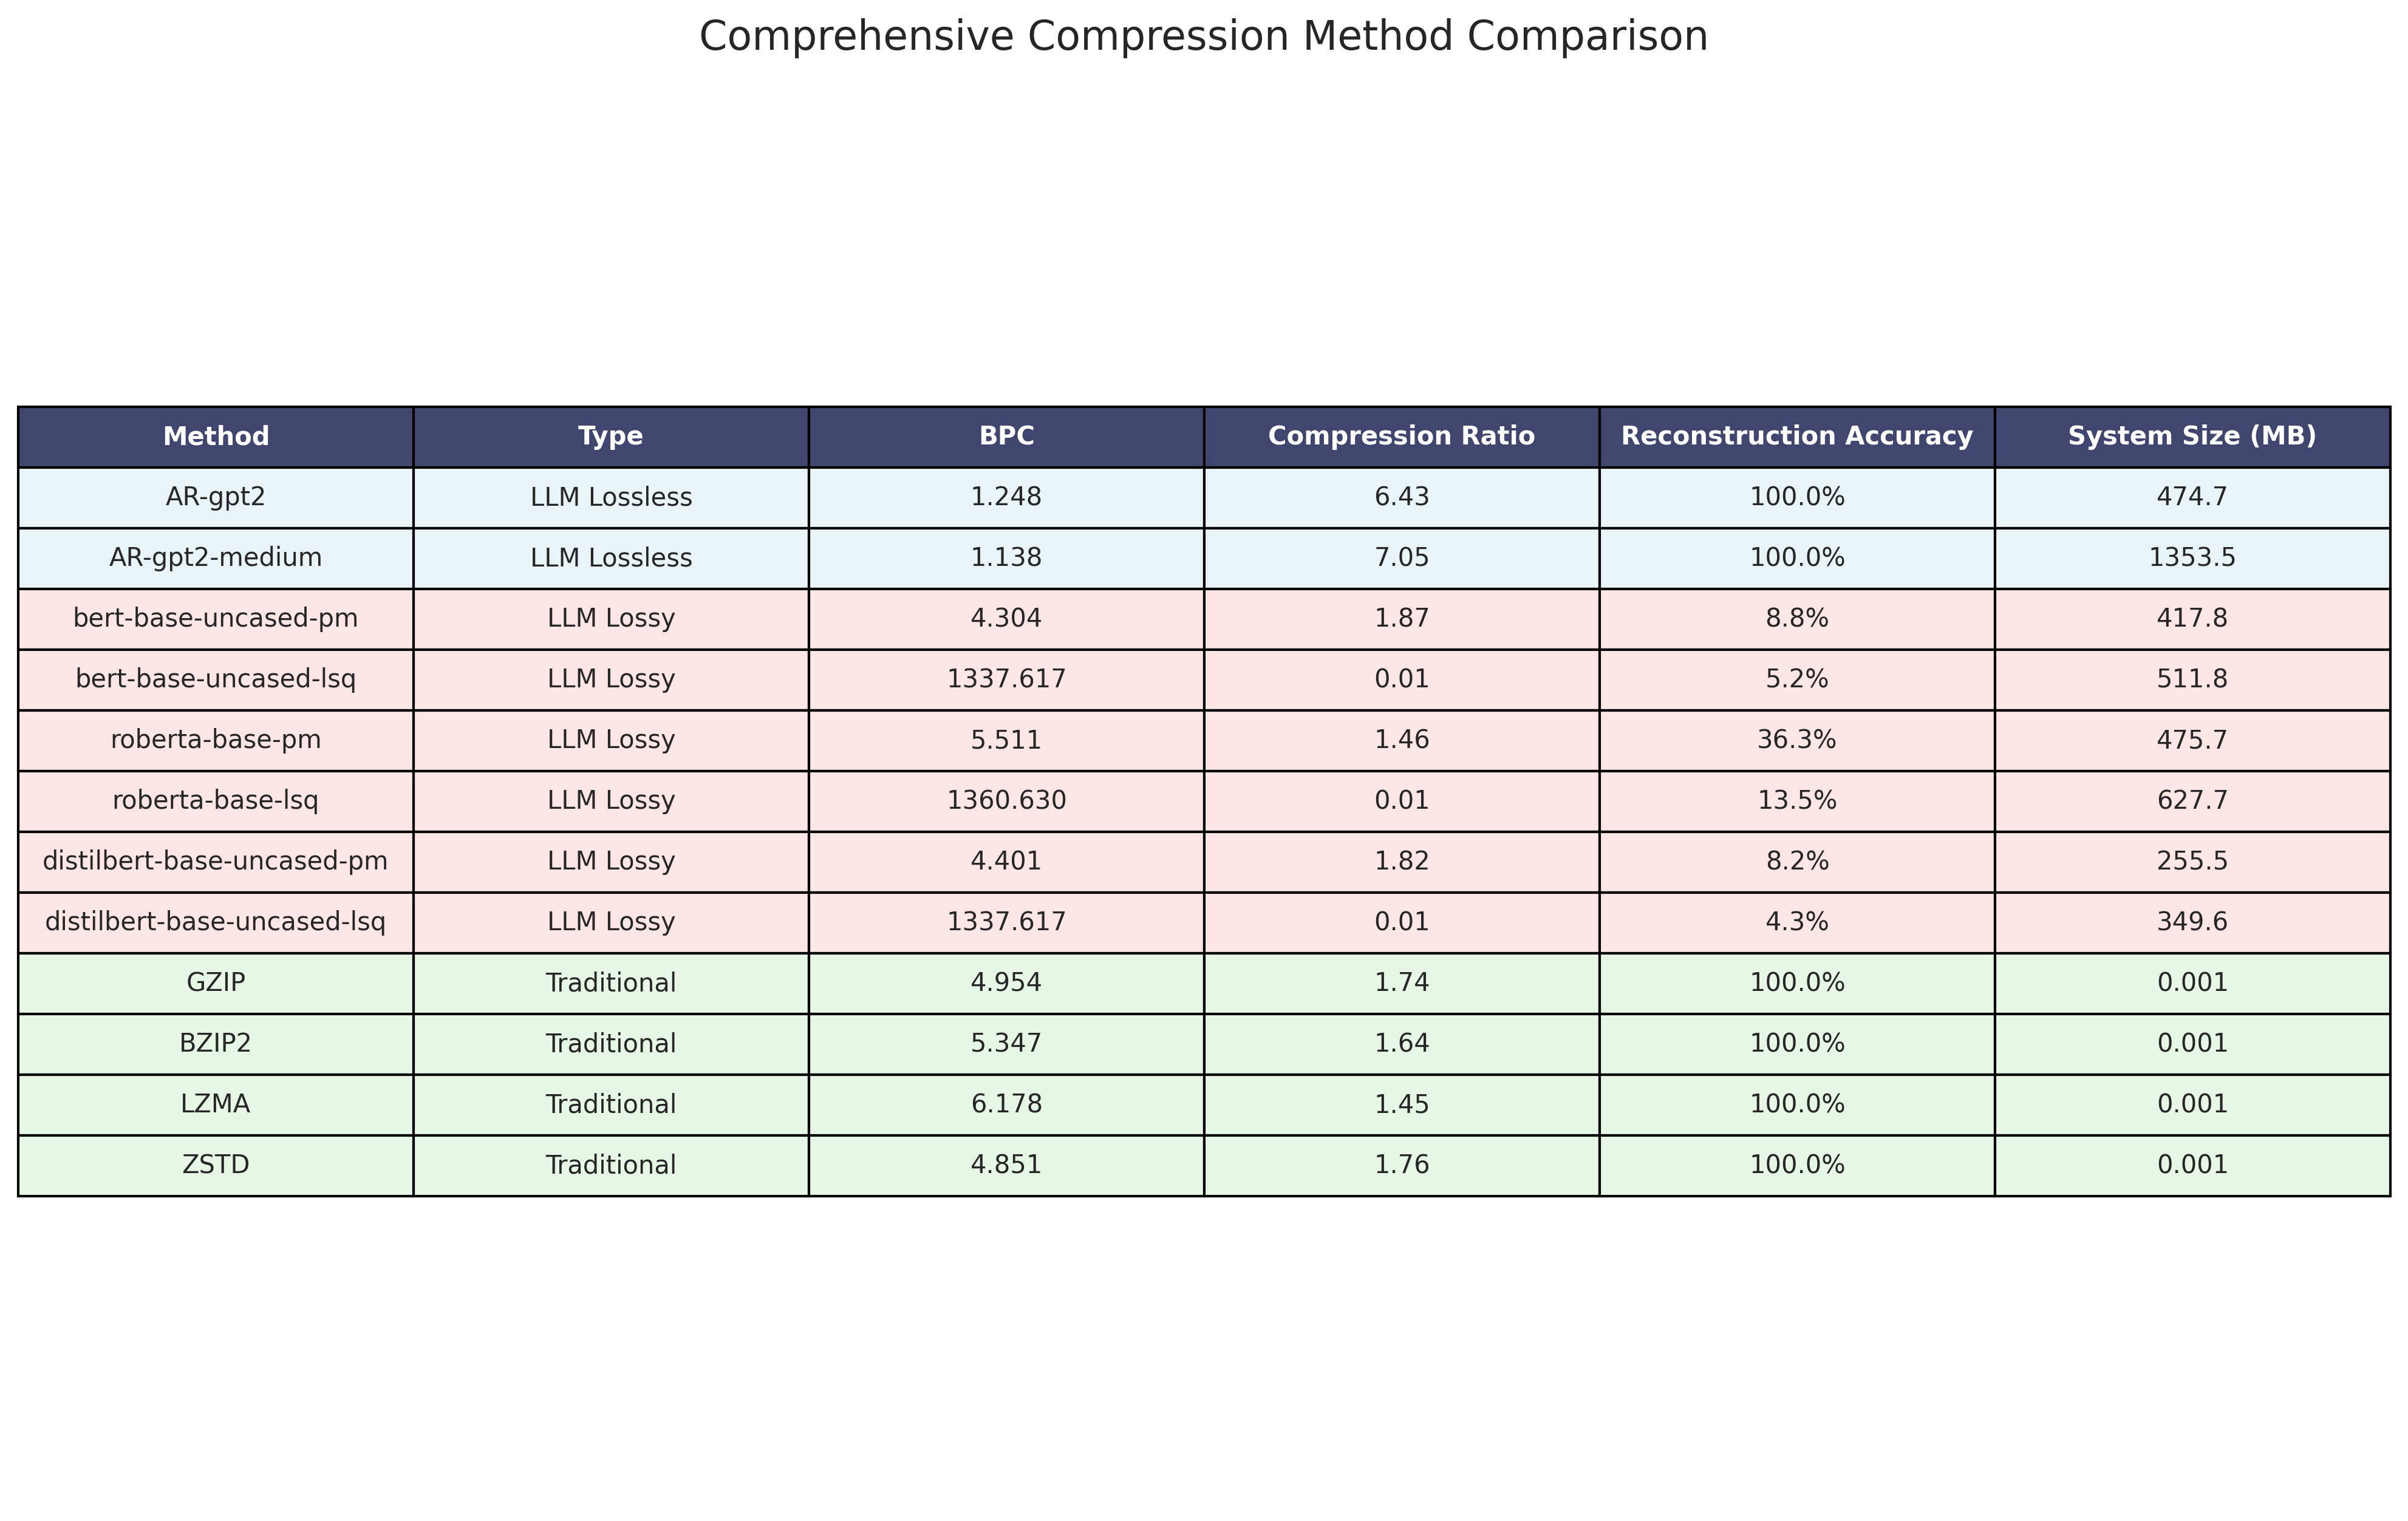 Comprehensive Compression Method Comparison
Method Type BPC Compression Ratio Reconstruction Accuracy System Size (MB)
AR-gpt2 LLM Lossless 1.248 6.43 100.0% 474.7
AR-gpt2-medium LLM Lossless 1.138 7.05 100.0% 1353.5
bert-base-uncased-pm LLM Lossy 4.304 1.87 8.8% 417.8
bert-base-uncased-lsq LLM Lossy 1337.617 0.01 5.2% 511.8
roberta-base-pm LLM Lossy 5.511 1.46 36.3% 475.7
roberta-base-lsq LLM Lossy 1360.630 0.01 13.5% 627.7
distilbert-base-uncased-pm LLM Lossy 4.401 1.82 8.2% 255.5
distilbert-base-uncased-lsq LLM Lossy 1337.617 0.01 4.3% 349.6
GZIP Traditional 4.954 1.74 100.0% 0.001
BZIP2 Traditional 5.347 1.64 100.0% 0.001
LZMA Traditional 6.178 1.45 100.0% 0.001
ZSTD Traditional 4.851 1.76 100.0% 0.001